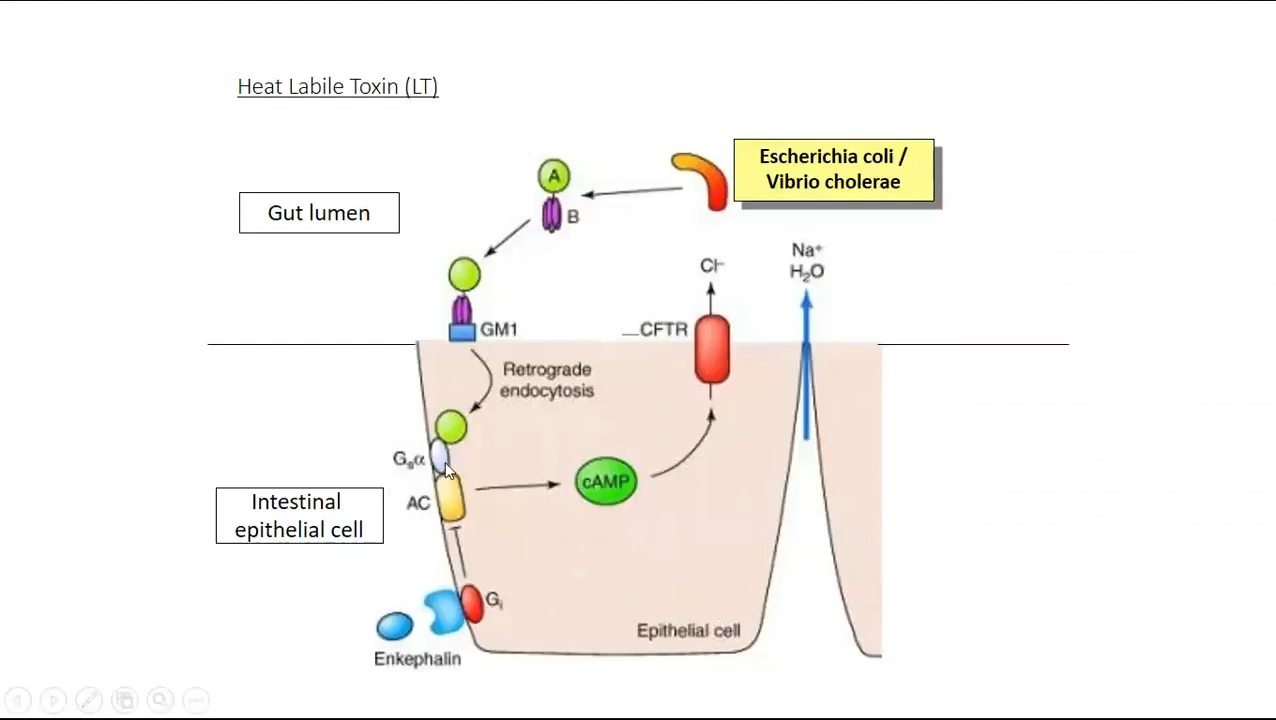 Heat Labile Toxin (LT)
Escherichia coli /
Vibrio cholerae
A
B
Gut lumen
Na⁺
H₂O
Cl⁻
GM1
CFTR
Retrograde
endocytosis
Gₛα
cAMP
AC
Intestinal
epithelial cell
Gᵢ
Epithelial cell
Enkephalin